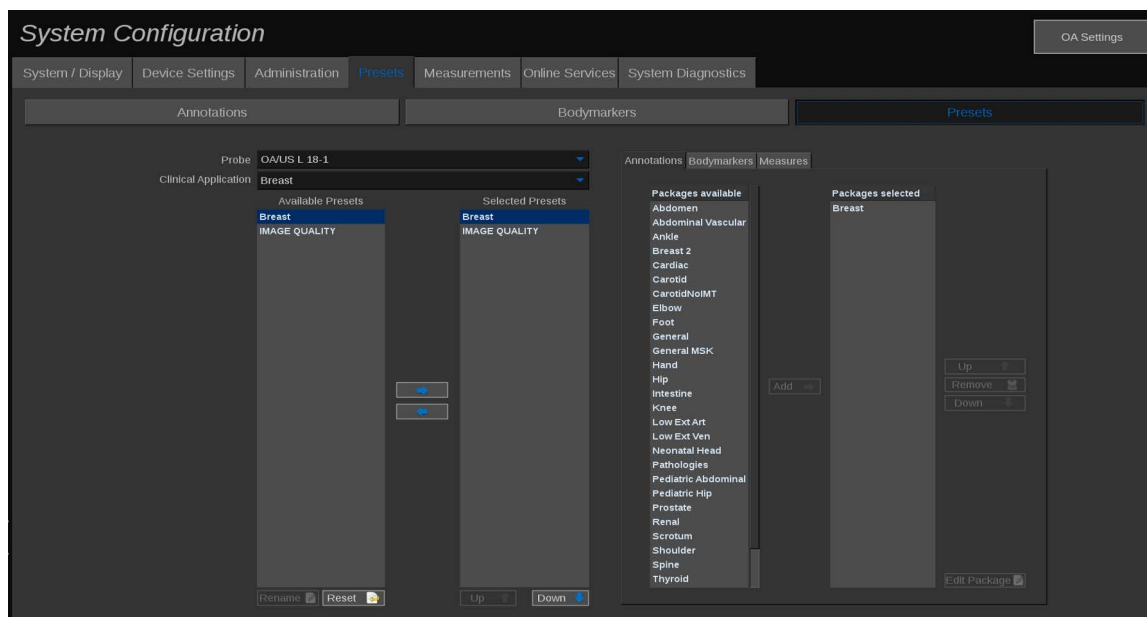 System Configuration
OA Settings
System / Display
Device Settings
Administration
Presets
Measurements
Online Services
System Diagnostics
Annotations
Bodymarkers
Presets
Probe
OA/US L 18-1
Clinical Application
Breast
Available Presets
Breast
IMAGE QUALITY
Selected Presets
Breast
IMAGE QUALITY
Rename
Reset
Up
Down
Annotations
Bodymarkers
Measures
Packages available
Abdomen
Abdominal Vascular
Ankle
Breast 2
Cardiac
Carotid
CarotidNoIMT
Elbow
Foot
General
General MSK
Hand
Hip
Intestine
Knee
Low Ext Art
Low Ext Ven
Neonatal Head
Pathologies
Pediatric Abdominal
Pediatric Hip
Prostate
Renal
Scrotum
Shoulder
Spine
Thyroid
Add
Packages selected
Breast
Up
Remove
Down
Edit Package